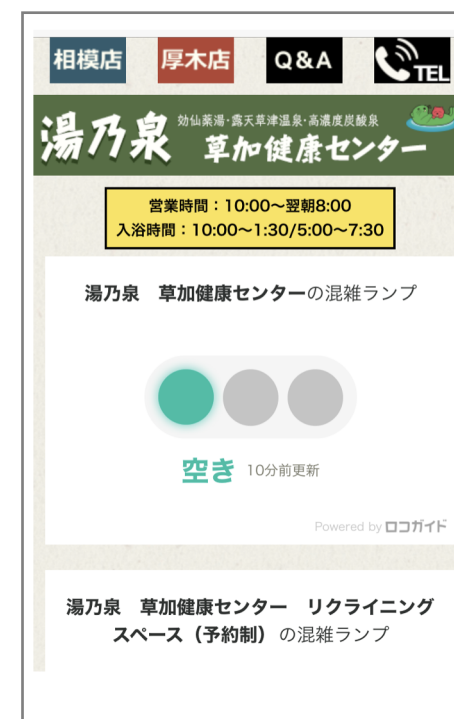 相模店
厚木店
Q&A
TEL
効仙薬湯・露天草津温泉・高濃度炭酸泉
湯乃泉 草加健康センター
営業時間：10:00〜翌朝8:00
入浴時間：10:00〜1:30/5:00〜7:30
湯乃泉　草加健康センターの混雑ランプ
空き 10分前更新
Powered by ロコガイド
湯乃泉　草加健康センター　リクライニング
スペース（予約制）の混雑ランプ